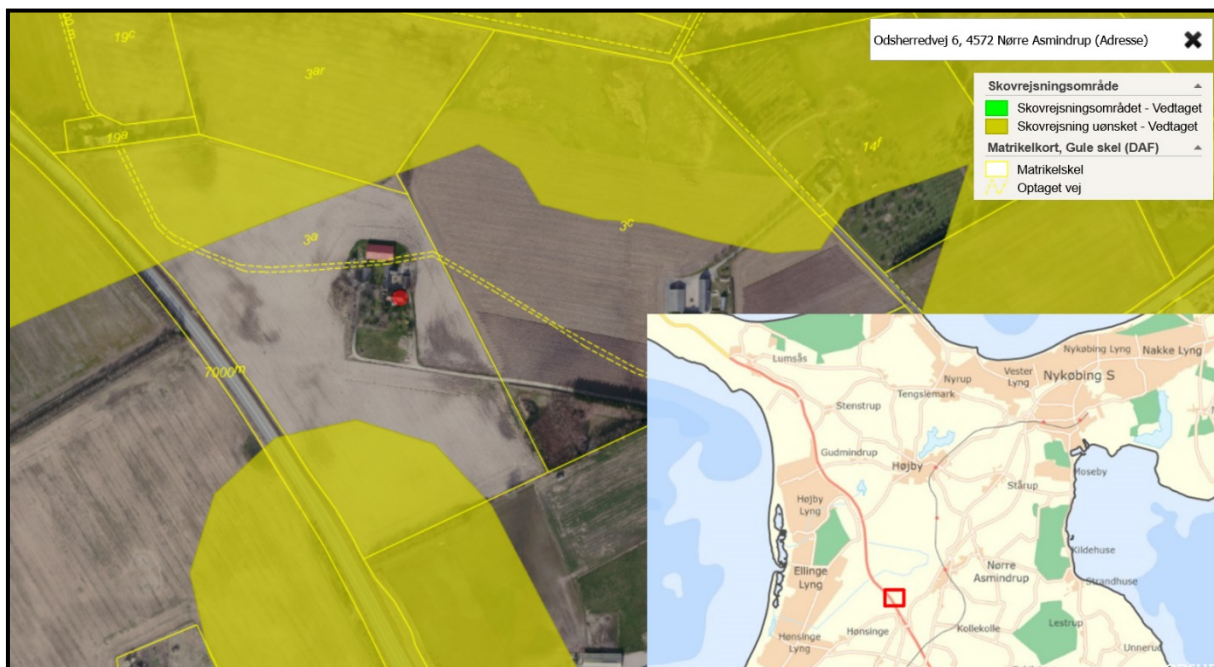 Odsherredvej 6, 4572 Nørre Asmindrup (Adresse)
Skovrejsningsområde
Skovrejsningsområdet - Vedtaget
Skovrejsning uønsket - Vedtaget
Matrikelkort, Gule skel (DAF)
Matrikelskel
Optaget vej
19c
3ar
19a
14f
3a
3c
7000m
Lumsås
Nykøbing Lyng
Nakke Lyng
Vester
Lyng
Nyrup
Nykøbing S
Tengslemark
Stenstrup
Gudmindrup
Højby
Moseby
Stårup
Højby
Lyng
Kildehuse
Nørre
Asmindrup
Ellinge
Lyng
Strandhuse
Lestrup
Hønsinge
Kollekolle
Hønsinge
Lyng
Unnerud